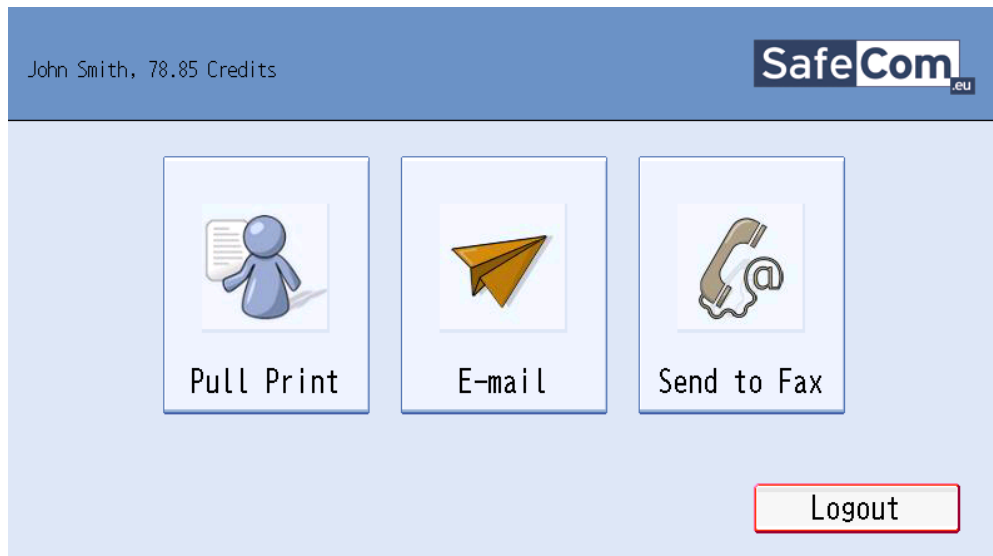 John Smith, 78.85 Credits
SafeCom
.eu
Pull Print
E-mail
@
Send to Fax
Logout